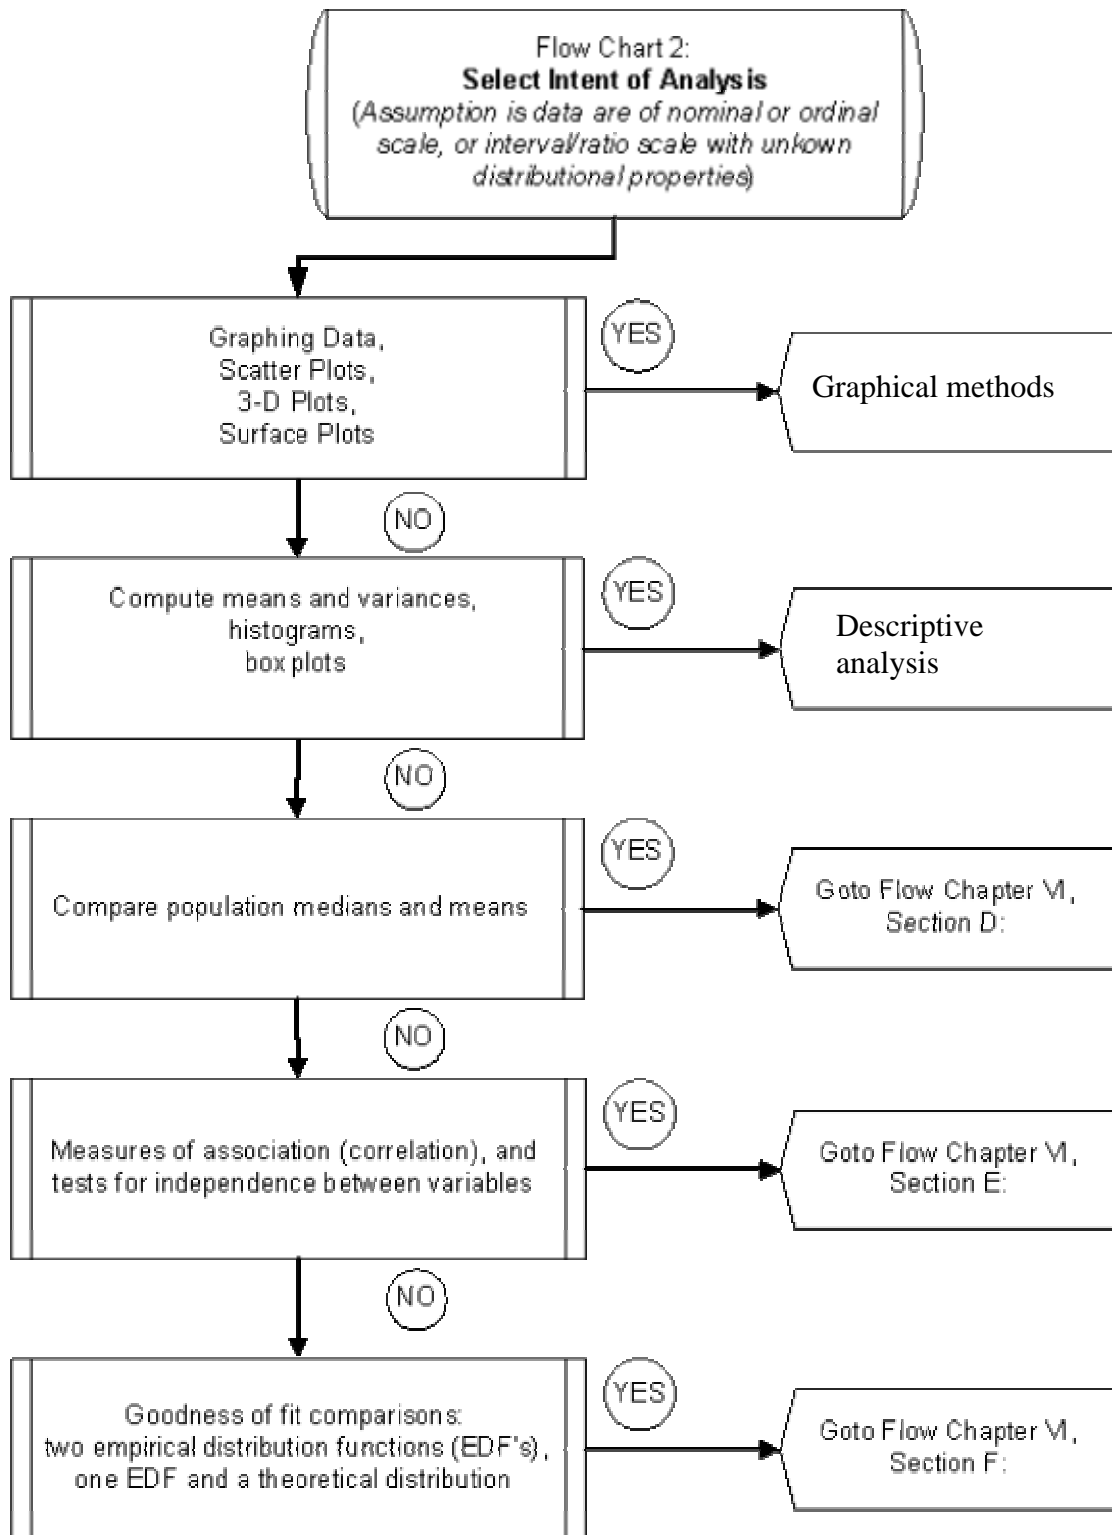 Flow Chart 2:
Select Intent of Analysis
(Assumption is data are of nominal or ordinal
scale, or interval/ratio scale with unkown
distributional properties)
Graphing Data,
Scatter Plots,
3-D Plots,
Surface Plots
YES
Graphical methods
NO
Compute means and variances,
histograms,
box plots
YES
Descriptive
analysis
NO
Compare population medians and means
YES
Goto Flow Chapter VI,
Section D:
NO
Measures of association (correlation), and
tests for independence between variables
YES
Goto Flow Chapter VI,
Section E:
NO
Goodness of fit comparisons:
two empirical distribution functions (EDF's),
one EDF and a theoretical distribution
YES
Goto Flow Chapter VI,
Section F: